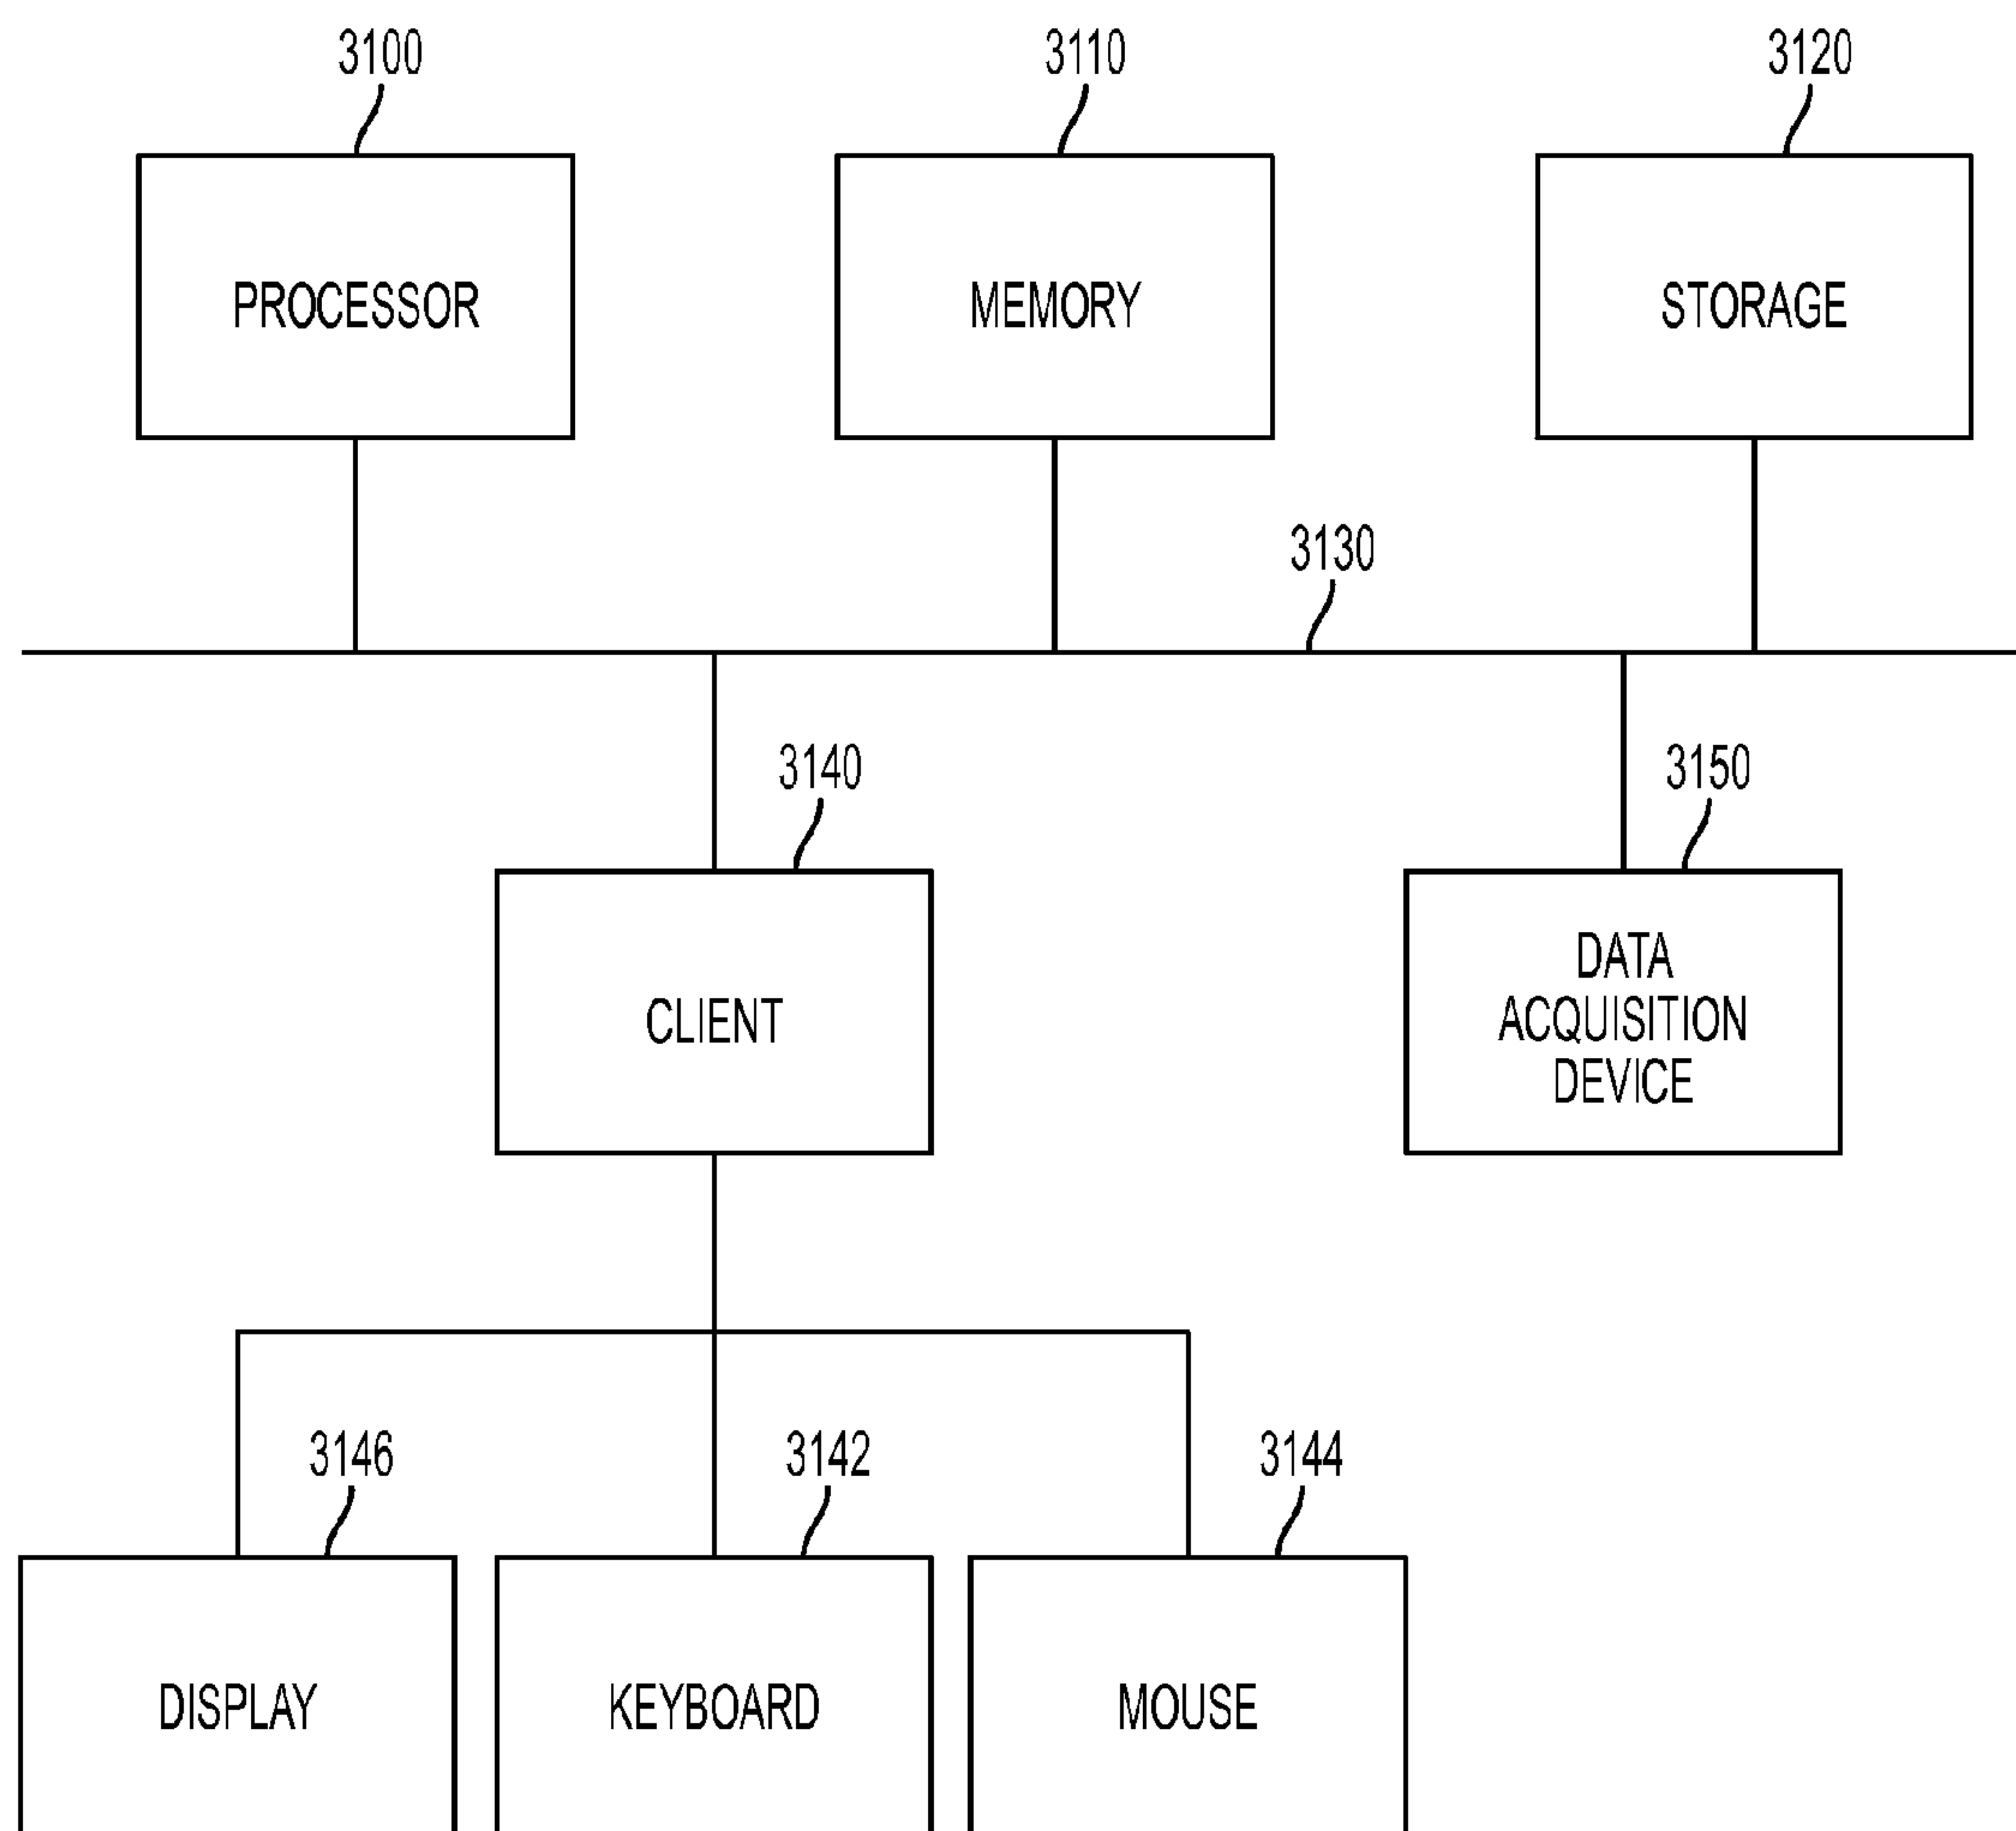 3100
3110
3120
PROCESSOR
MEMORY
STORAGE
3130
3140
3150
CLIENT
DATA
ACQUISITION
DEVICE
3146
3142
3144
DISPLAY
KEYBOARD
MOUSE